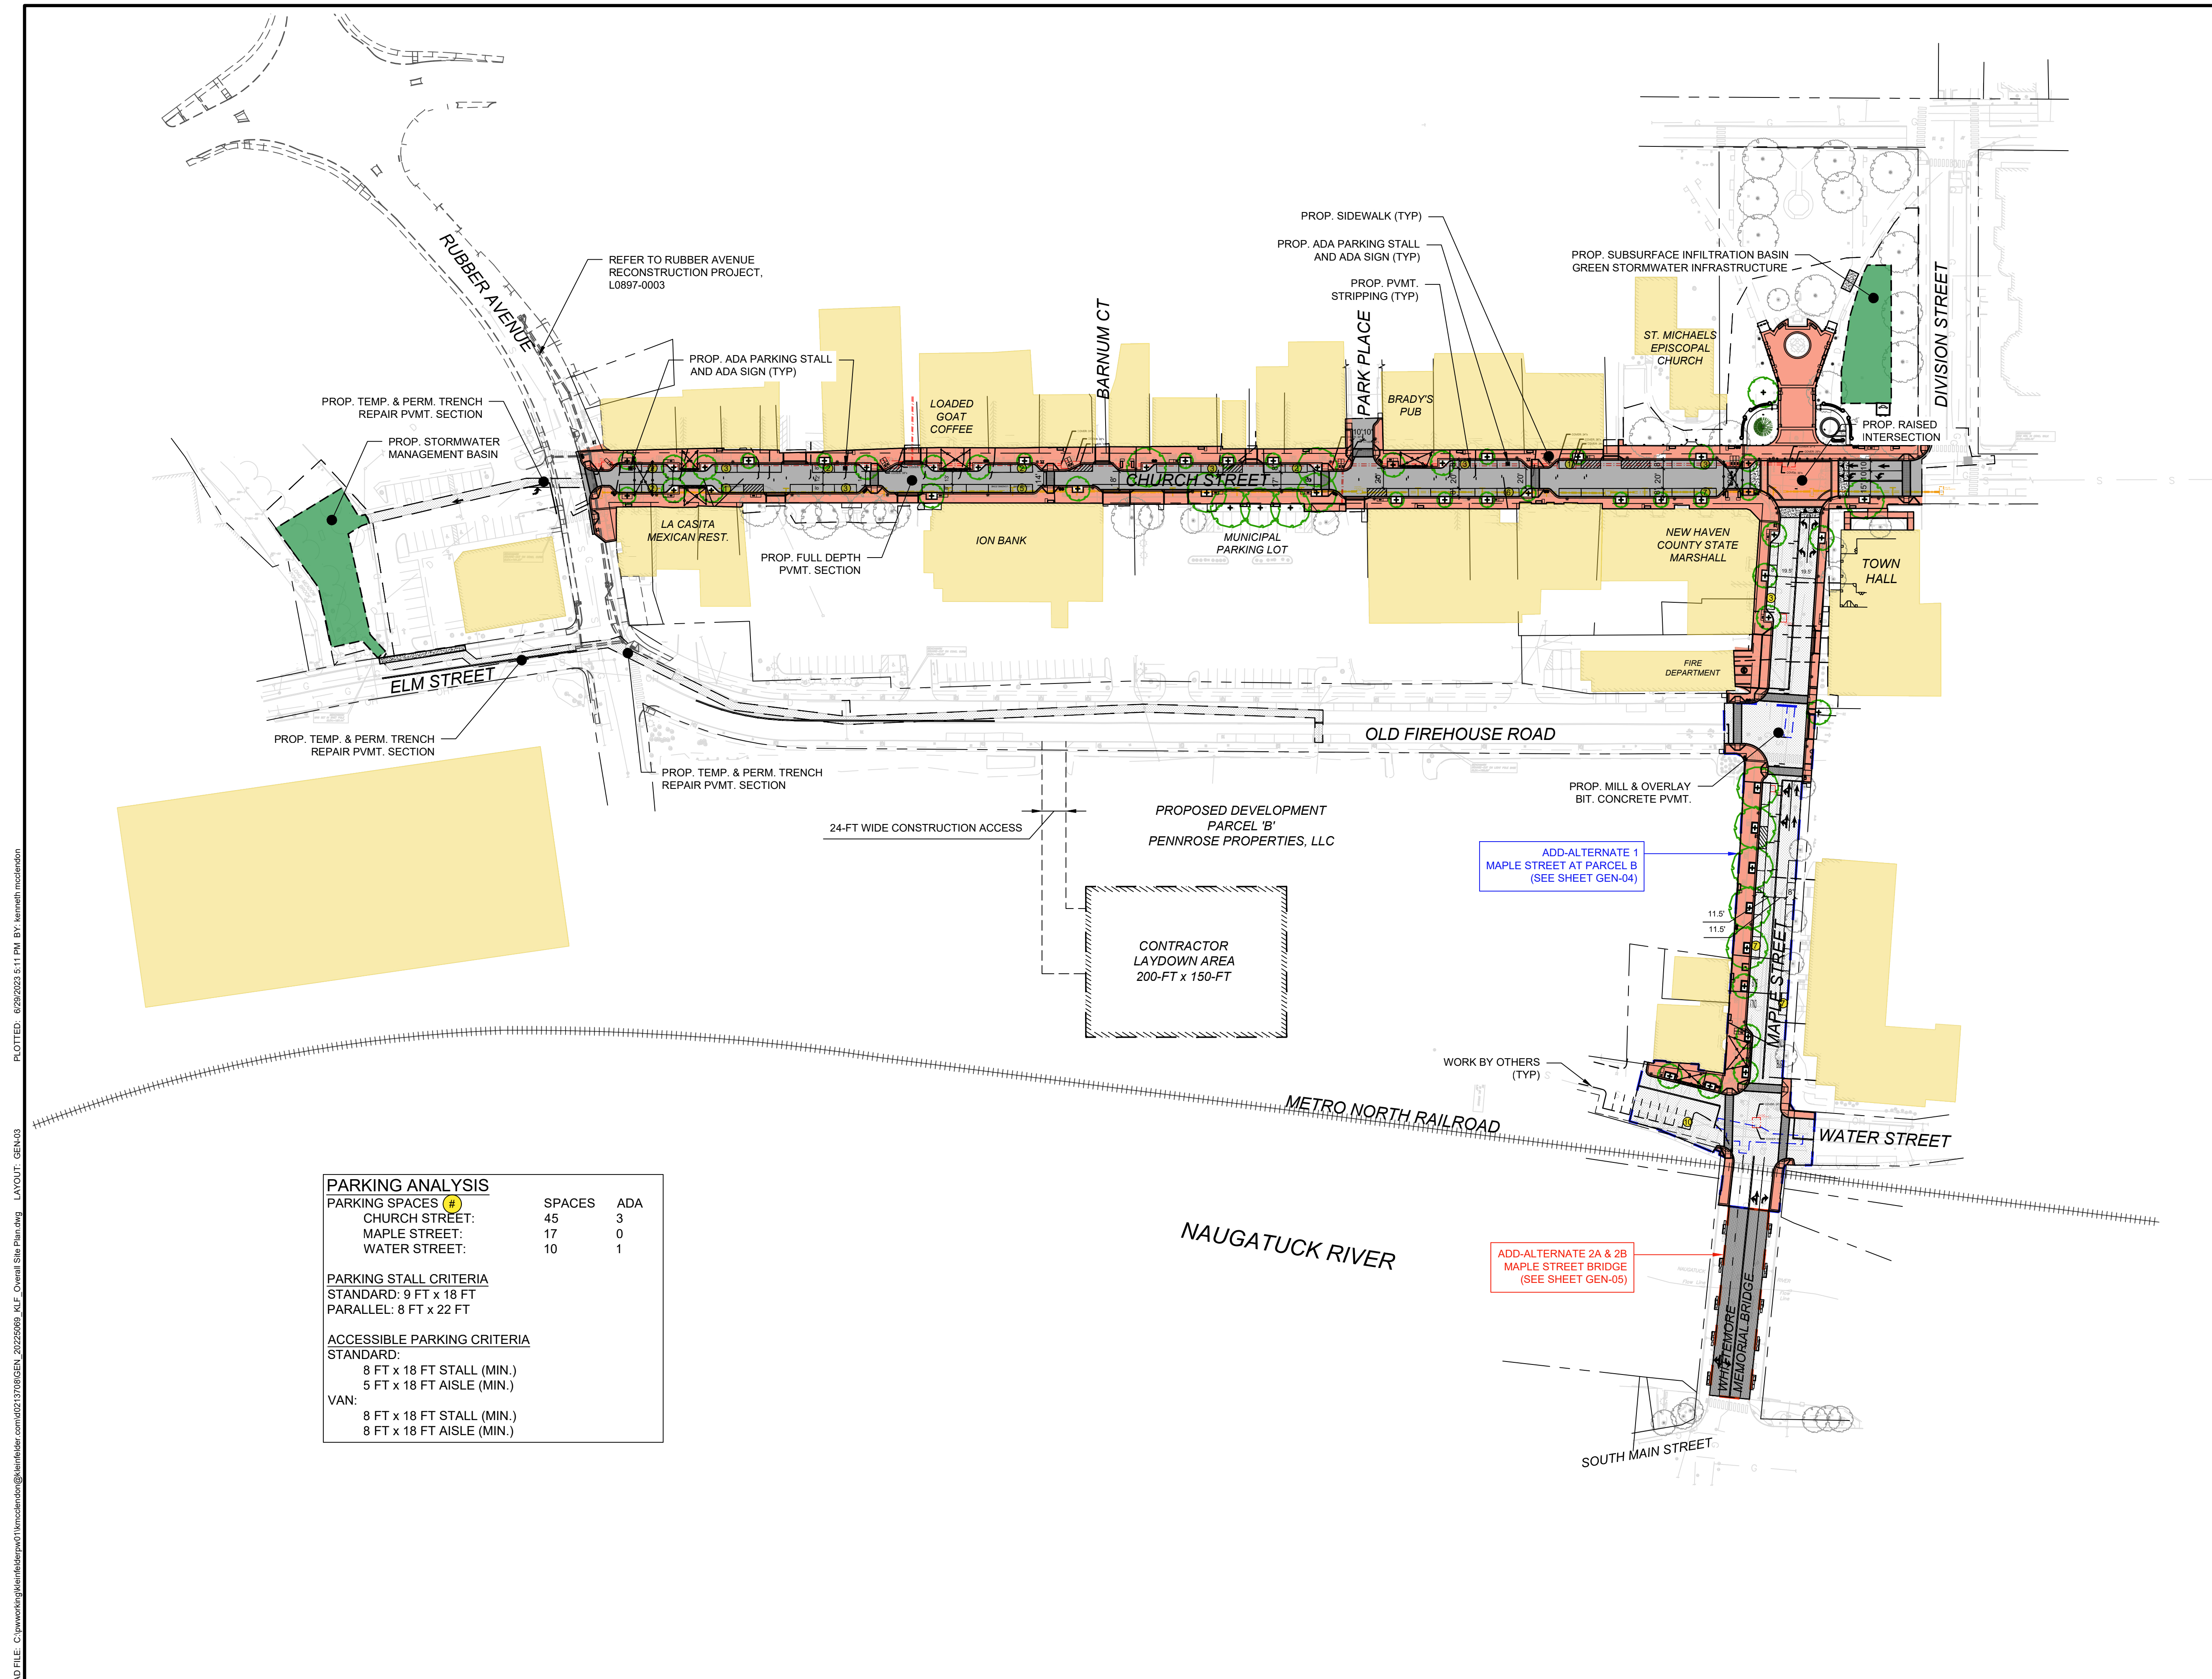 RUBBER AVENUE
REFER TO RUBBER AVENUE
RECONSTRUCTION PROJECT,
L0897-0003
PROP. SIDEWALK (TYP)
PROP. ADA PARKING STALL
AND ADA SIGN (TYP)
PROP. PVMT.
STRIPPING (TYP)
PROP. SUBSURFACE INFILTRATION BASIN
GREEN STORMWATER INFRASTRUCTURE
DIVISION STREET
BARNUM CT
PARK PLACE
ST. MICHAELS
EPISCOPAL
CHURCH
PROP. ADA PARKING STALL
AND ADA SIGN (TYP)
PROP. TEMP. & PERM. TRENCH
REPAIR PVMT. SECTION
LOADED
GOAT
COFFEE
BRADY'S
PUB
PROP. RAISED
INTERSECTION
PROP. STORMWATER
MANAGEMENT BASIN
CHURCH STREET
LA CASITA
MEXICAN REST.
PROP. FULL DEPTH
PVMT. SECTION
ION BANK
MUNICIPAL
PARKING LOT
NEW HAVEN
COUNTY STATE
MARSHALL
TOWN
HALL
19.5'
19.5'
FIRE
DEPARTMENT
ELM STREET
PROP. TEMP. & PERM. TRENCH
REPAIR PVMT. SECTION
OLD FIREHOUSE ROAD
PROP. TEMP. & PERM. TRENCH
REPAIR PVMT. SECTION
PROP. MILL & OVERLAY
BIT. CONCRETE PVMT.
24-FT WIDE CONSTRUCTION ACCESS
PROPOSED DEVELOPMENT
PARCEL 'B'
PENNROSE PROPERTIES, LLC
ADD-ALTERNATE 1
MAPLE STREET AT PARCEL B
(SEE SHEET GEN-04)
8'
11.5'
11.5'
MAPLE STREET
CONTRACTOR
LAYDOWN AREA
200-FT x 150-FT
WORK BY OTHERS
(TYP)
METRO NORTH RAILROAD
WATER STREET
NAUGATUCK RIVER
ADD-ALTERNATE 2A & 2B
MAPLE STREET BRIDGE
(SEE SHEET GEN-05)
WHITTEMORE
MEMORIAL BRIDGE
SOUTH MAIN STREET
PARKING ANALYSIS
PARKING SPACES # SPACES ADA
CHURCH STREET: 45 3
MAPLE STREET: 17 0
WATER STREET: 10 1
PARKING STALL CRITERIA
STANDARD: 9 FT x 18 FT
PARALLEL: 8 FT x 22 FT
ACCESSIBLE PARKING CRITERIA
STANDARD:
8 FT x 18 FT STALL (MIN.)
5 FT x 18 FT AISLE (MIN.)
VAN:
8 FT x 18 FT STALL (MIN.)
8 FT x 18 FT AISLE (MIN.)
PLOTTED: 6/29/2023 5:11 PM BY: kenneth mcclendon
LAYOUT: GEN-03